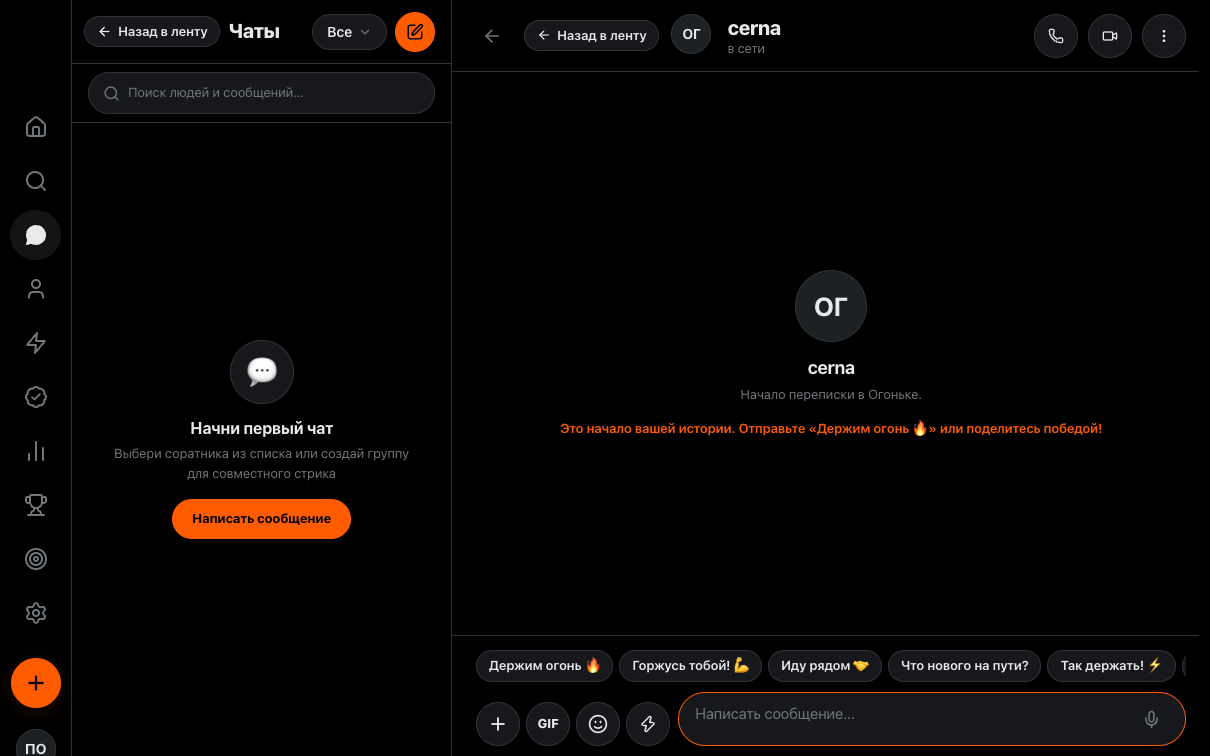 Назад в ленту
Чаты
Все
Поиск людей и сообщений...
Начни первый чат
Выбери соратника из списка или создай группу
для совместного стрика
Написать сообщение
ПО
Назад в ленту
ОГ
cerna
в сети
ОГ
cerna
Начало переписки в Огоньке.
Это начало вашей истории. Отправьте «Держим огонь 🔥» или поделитесь победой!
Держим огонь 🔥
Горжусь тобой! 💪
Иду рядом 🤝
Что нового на пути?
Так держать! ⚡
GIF
Написать сообщение...